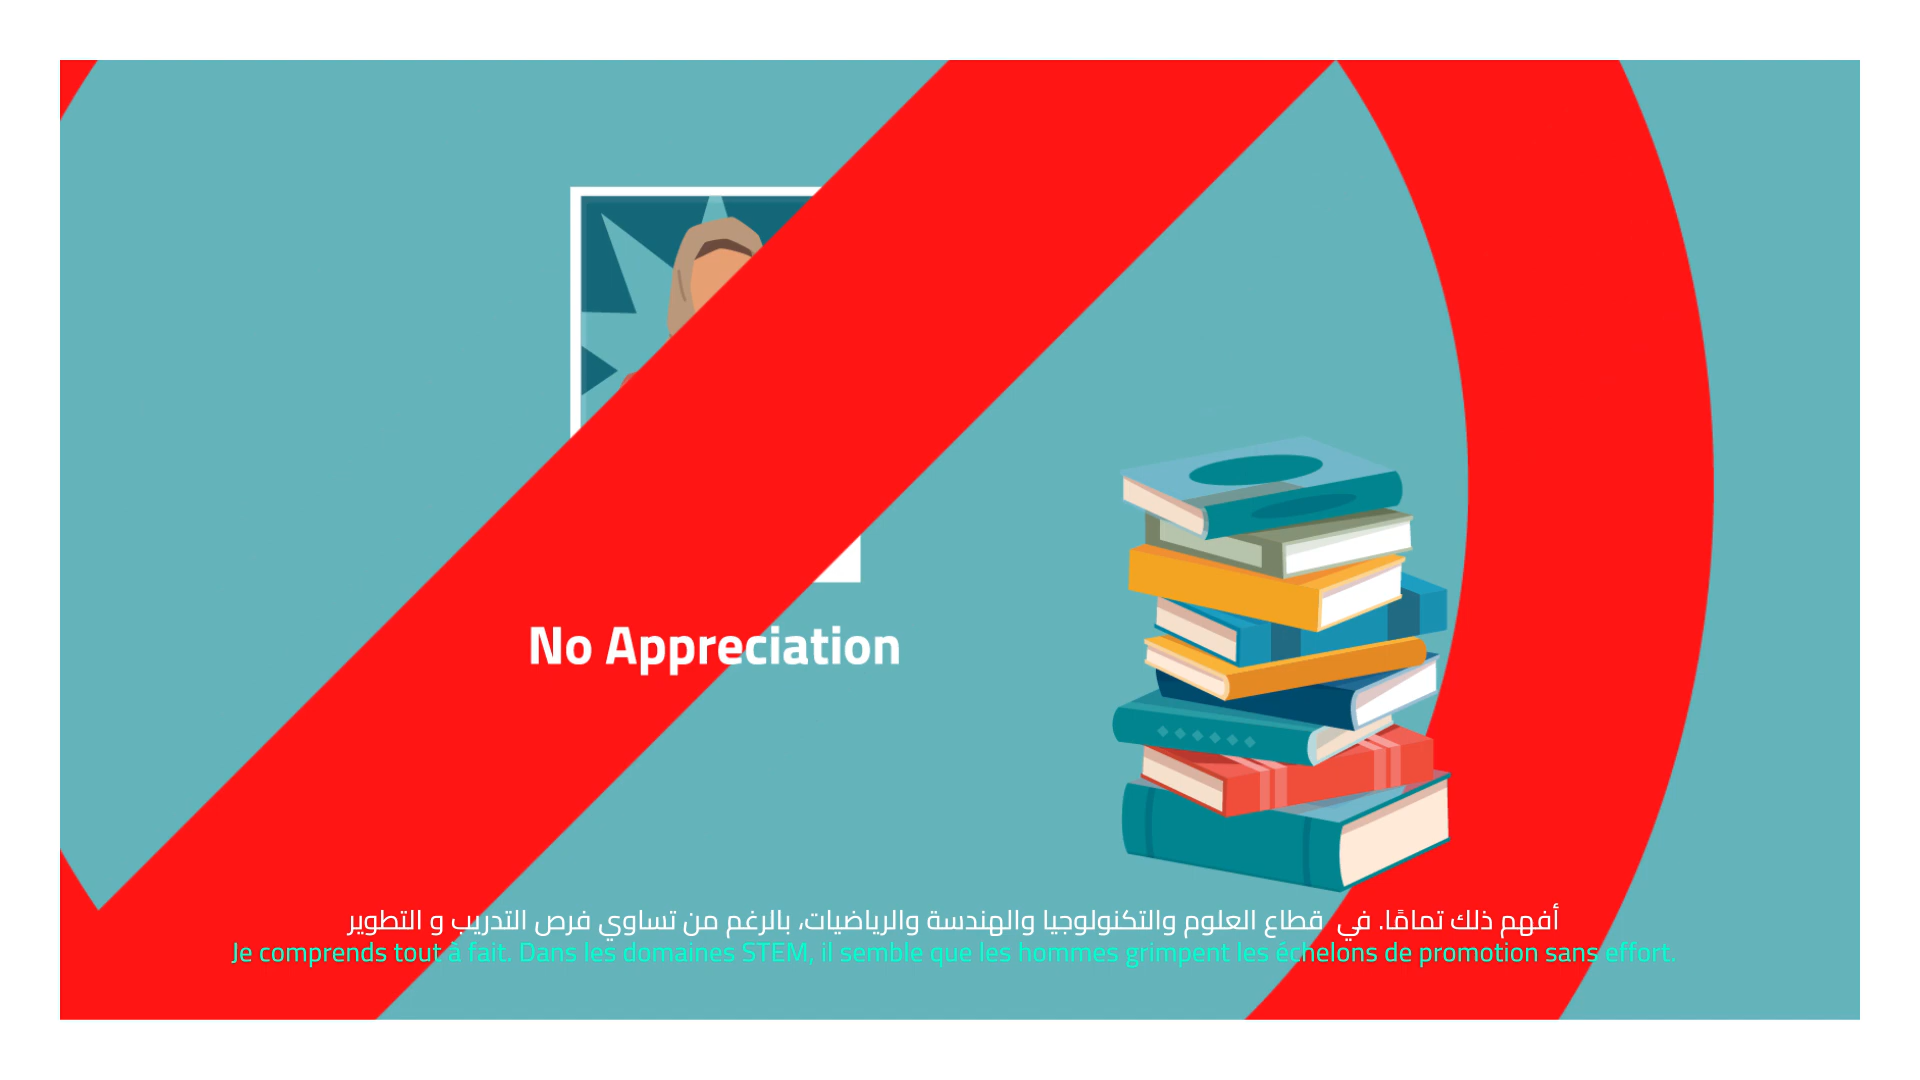 No Appreciation
أفهم ذلك تمامًا. في قطاع العلوم والتكنولوجيا والهندسة والرياضيات، بالرغم من تساوي فرص التدريب و التطوير
Je comprends tout à fait. Dans les domaines STEM, il semble que les hommes grimpent les échelons de promotion sans effort.